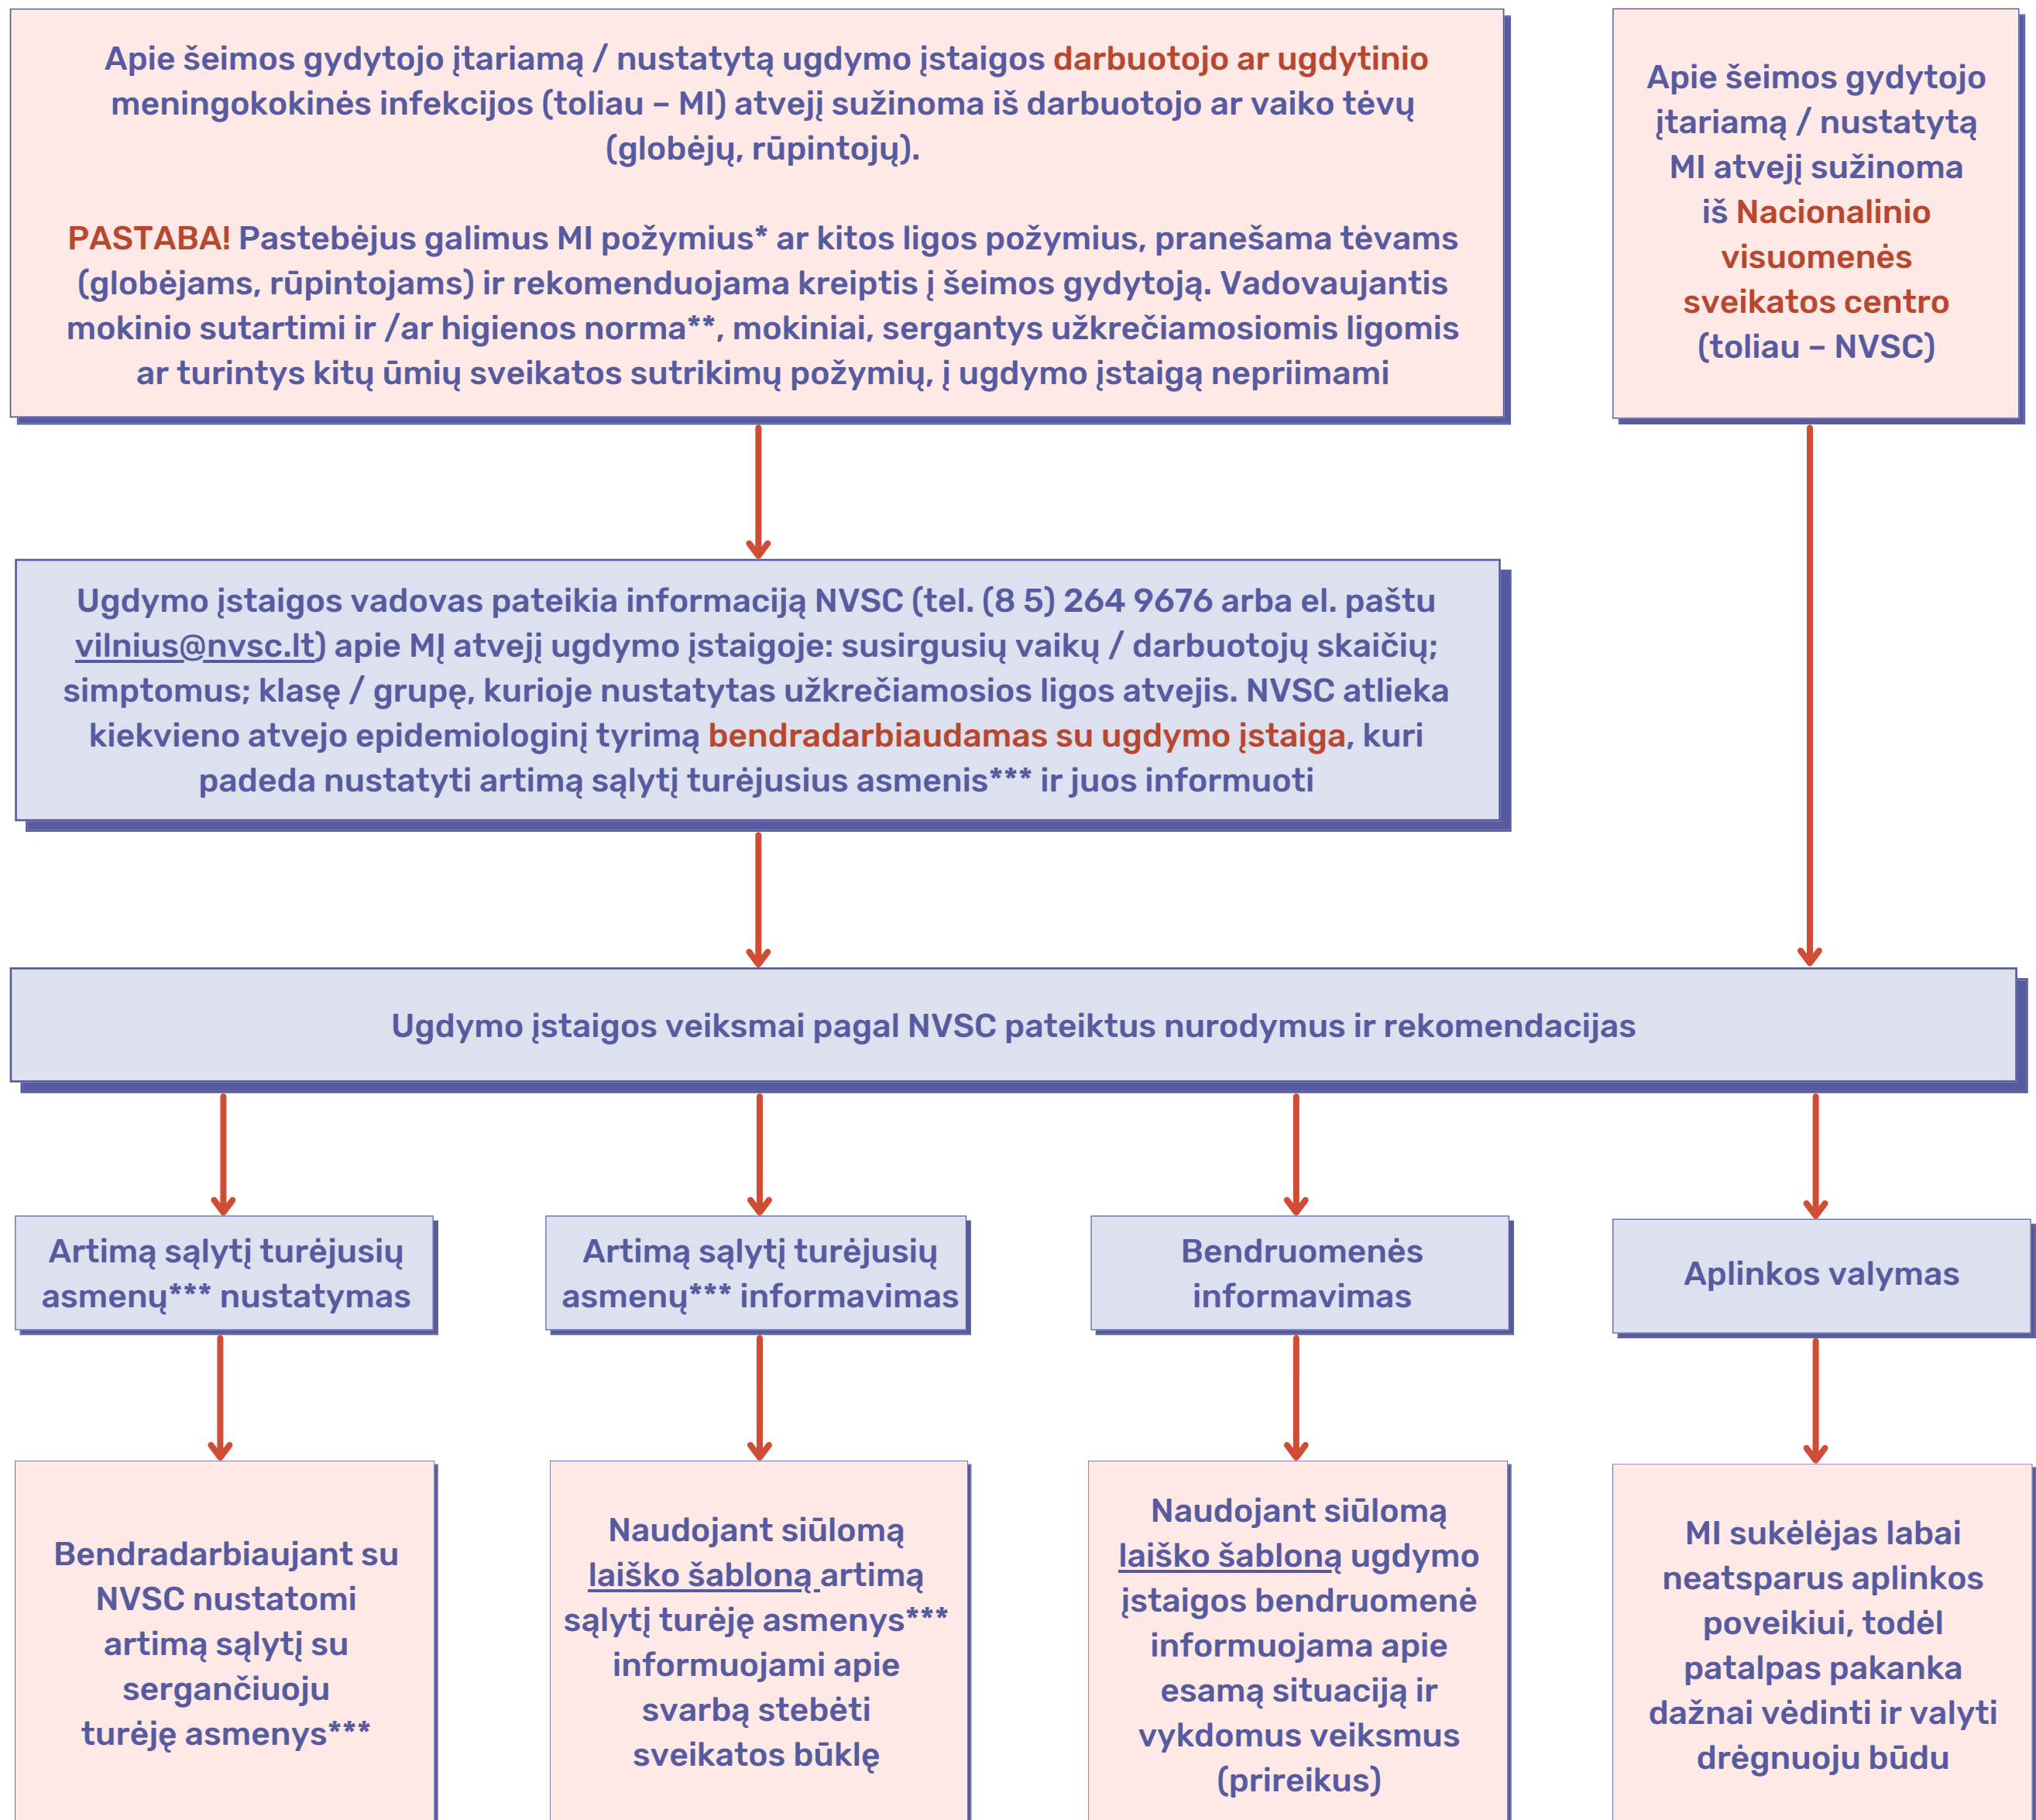 Apie šeimos gydytojo įtariamą / nustatytą ugdymo įstaigos darbuotojo ar ugdytinio
meningokokinės infekcijos (toliau – MI) atvejį sužinoma iš darbuotojo ar vaiko tėvų
(globėjų, rūpintojų).
PASTABA! Pastebėjus galimus MI požymius* ar kitos ligos požymius, pranešama tėvams
(globėjams, rūpintojams) ir rekomenduojama kreiptis į šeimos gydytoją. Vadovaujantis
mokinio sutartimi ir /ar higienos norma**, mokiniai, sergantys užkrečiamosiomis ligomis
ar turintys kitų ūmių sveikatos sutrikimų požymių, į ugdymo įstaigą nepriimami
Apie šeimos gydytojo
įtariamą / nustatytą
MI atvejį sužinoma
iš Nacionalinio
visuomenės
sveikatos centro
(toliau – NVSC)
Ugdymo įstaigos vadovas pateikia informaciją NVSC (tel. (8 5) 264 9676 arba el. paštu
vilnius@nvsc.lt) apie MĮ atvejį ugdymo įstaigoje: susirgusių vaikų / darbuotojų skaičių;
simptomus; klasę / grupę, kurioje nustatytas užkrečiamosios ligos atvejis. NVSC atlieka
kiekvieno atvejo epidemiologinį tyrimą bendradarbiaudamas su ugdymo įstaiga, kuri
padeda nustatyti artimą sąlytį turėjusius asmenis*** ir juos informuoti
Ugdymo įstaigos veiksmai pagal NVSC pateiktus nurodymus ir rekomendacijas
Artimą sąlytį turėjusių
asmenų*** nustatymas
Artimą sąlytį turėjusių
asmenų*** informavimas
Bendruomenės
informavimas
Aplinkos valymas
Bendradarbiaujant su
NVSC nustatomi
artimą sąlytį su
sergančiuoju
turėję asmenys***
Naudojant siūlomą
laiško šabloną artimą
sąlytį turėję asmenys***
informuojami apie
svarbą stebėti
sveikatos būklę
Naudojant siūlomą
laiško šabloną ugdymo
įstaigos bendruomenė
informuojama apie
esamą situaciją ir
vykdomus veiksmus
(prireikus)
MI sukėlėjas labai
neatsparus aplinkos
poveikiui, todėl
patalpas pakanka
dažnai vėdinti ir valyti
drėgnuoju būdu